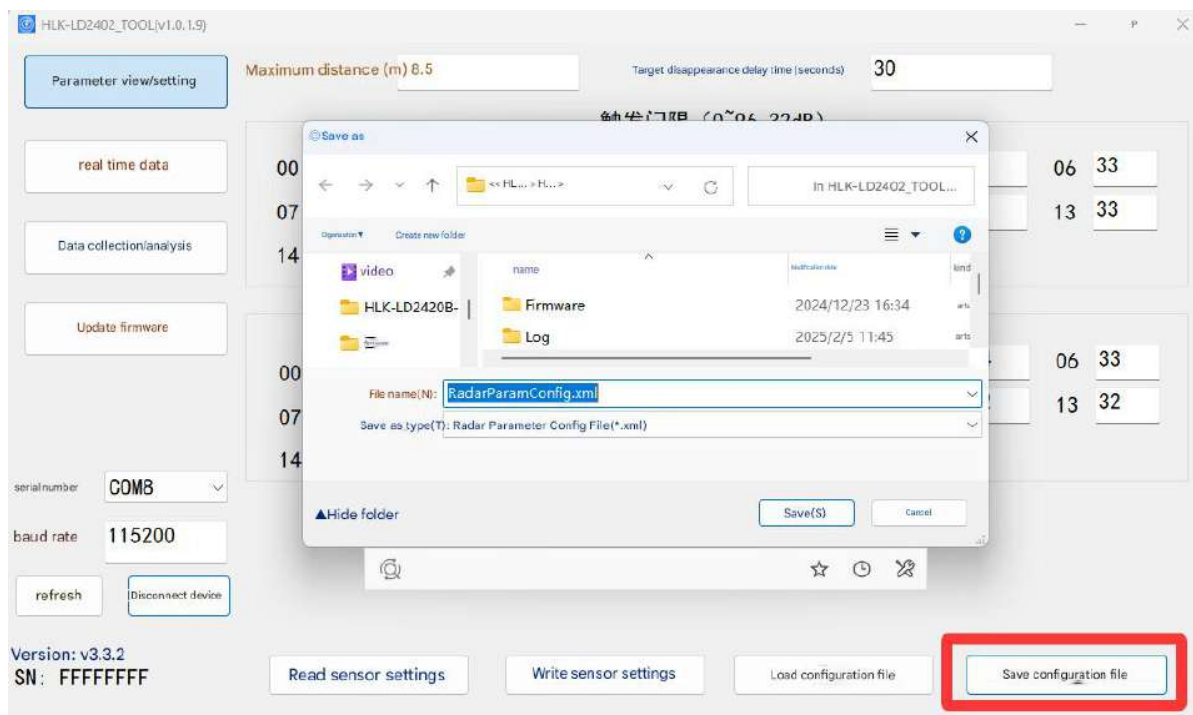 HLK-LD2402_TOOL(v1.0.1.9)
Parameter view/setting
Maximum distance (m) 8.5
Target disappearance delay time (seconds) 30
real time data
Data collection/analysis
Update firmware
00
07
14
06 33
13 33
00
07
14
06 33
13 32
Save as
<< HL... > H... >
In HLK-LD2402_TOOL...
Create new folder
video
HLK-LD2420B-
name
kind
Firmware 2024/12/23 16:34
Log 2025/2/5 11:45
File name(N): RadarParamConfig.xml
Save as type(T): Radar Parameter Config File(*.xml)
▲Hide folder
Save(S)
Cancel
serial number COM8
baud rate 115200
refresh
Disconnect device
Version: v3.3.2
SN: FFFFFFFF
Read sensor settings
Write sensor settings
Load configuration file
Save configuration file